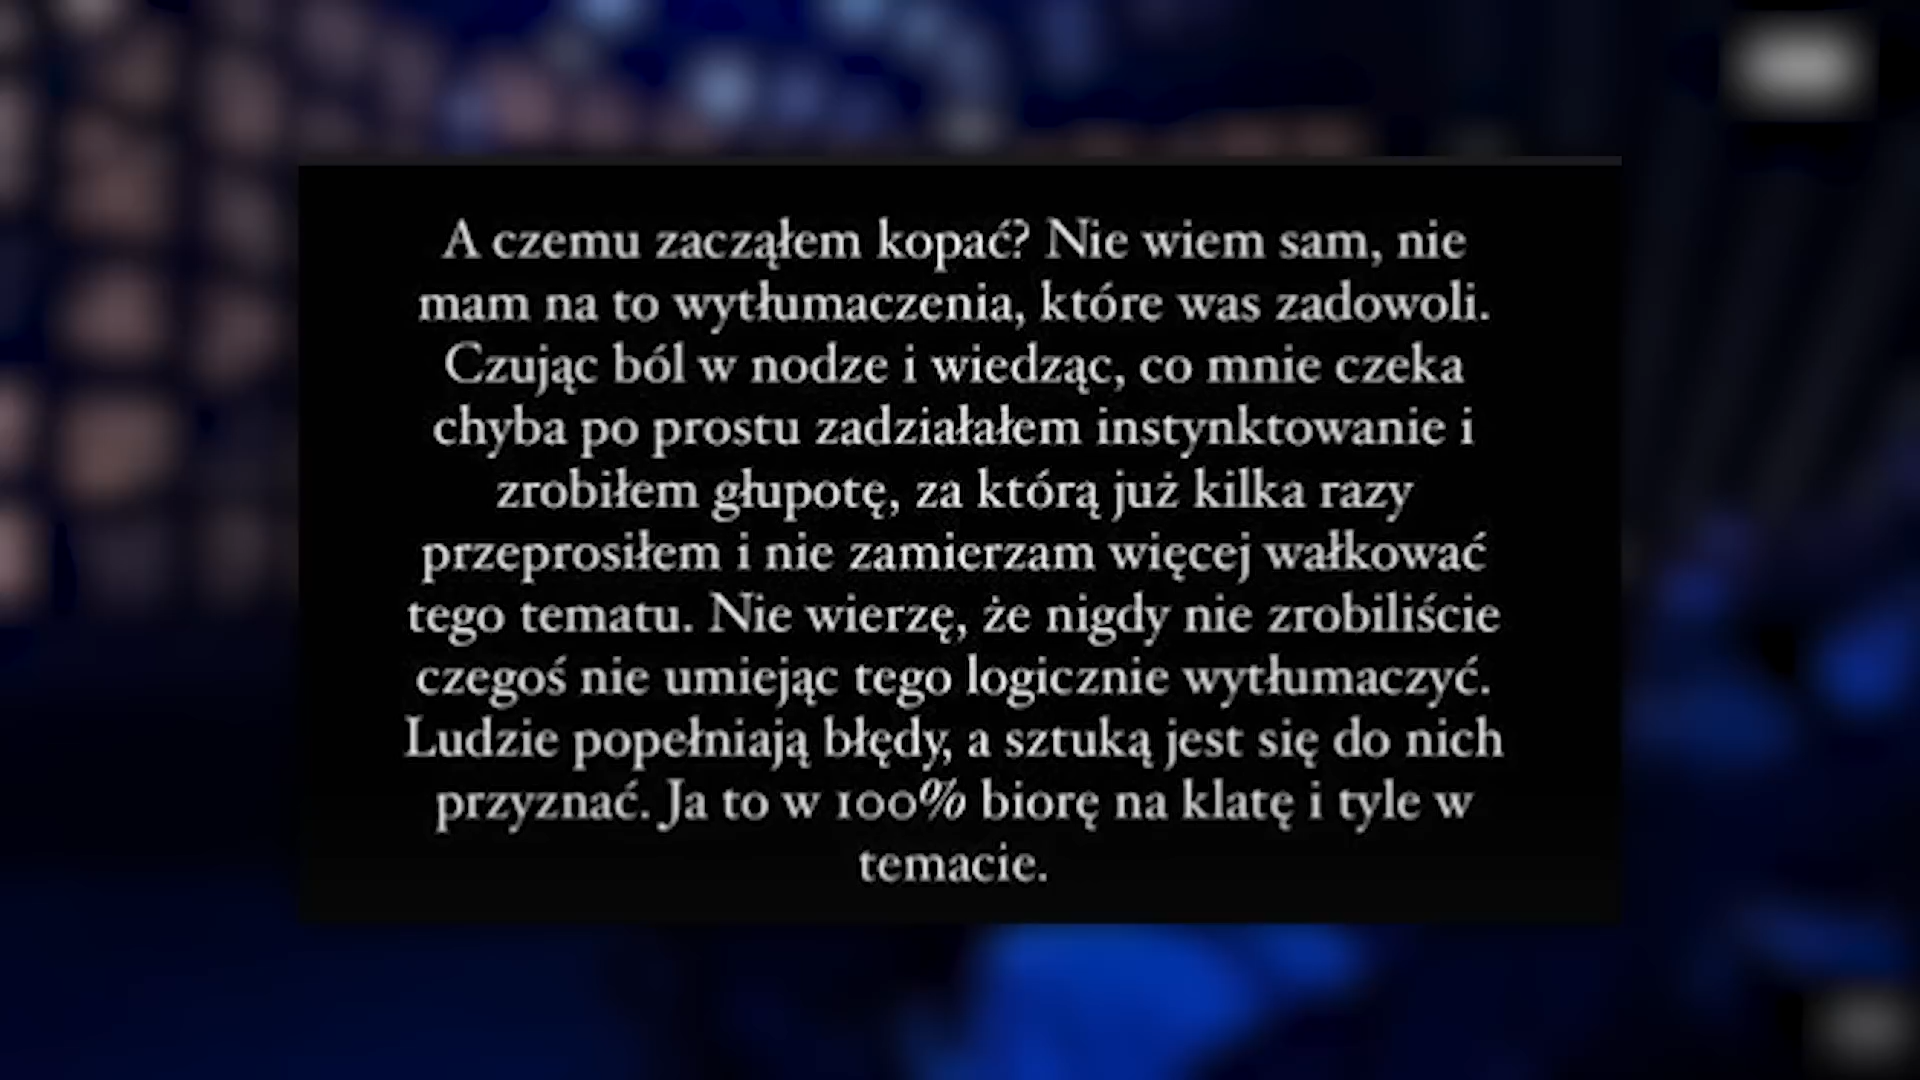 A czemu zacząłem kopać? Nie wiem sam, nie
mam na to wytłumaczenia, które was zadowoli.
Czując ból w nodze i wiedząc, co mnie czeka
chyba po prostu zadziałałem instynktowanie i
zrobiłem głupotę, za którą już kilka razy
przeprosiłem i nie zamierzam więcej wałkować
tego tematu. Nie wierzę, że nigdy nie zrobiliście
czegoś nie umiejąc tego logicznie wytłumaczyć.
Ludzie popełniają błędy, a sztuką jest się do nich
przyznać. Ja to w 100% biorę na klatę i tyle w
temacie.